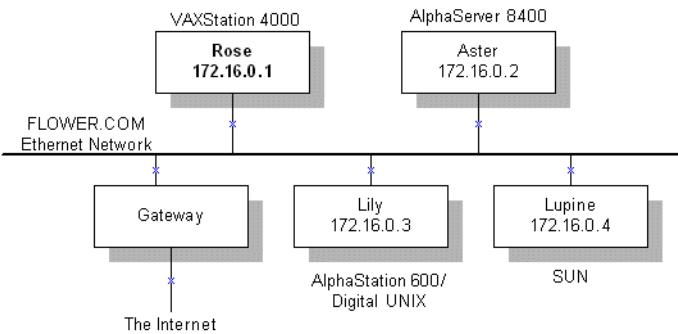 VAXStation 4000
Rose
172.16.0.1
AlphaServer 8400
Aster
172.16.0.2
FLOWER.COM
Ethernet Network
Gateway
Lily
172.16.0.3
Lupine
172.16.0.4
AlphaStation 600/
Digital UNIX
SUN
The Internet